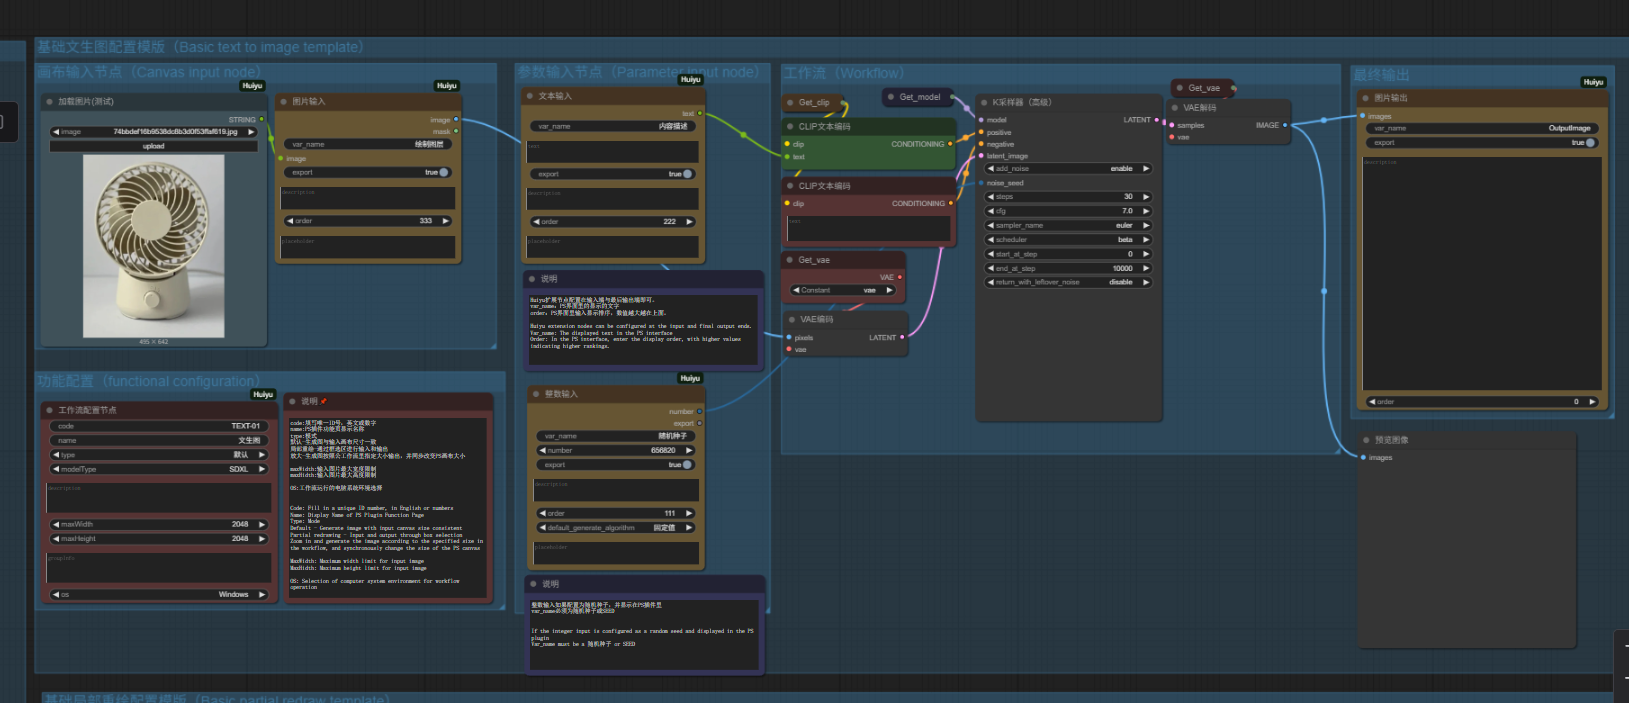 基础文生图配置模版（Basic text to image template）
画布输入节点（Canvas input node）
Huiyu
Huiyu
加载图片(测试)
STRING
image
upload
495 × 642
图片输入
image
mask
var_name 绘制图层
image
export true
description
order 333
placeholder
功能配置（functional configuration）
Huiyu
工作流配置节点
code TEXT-01
name 文生图
type 默认
modelType SDXL
description
maxWidth 2048
maxHeight 2048
groupInfo
os Windows
说明
code:填写唯一ID号，英文或数字
name:PS插件功能页显示名称
type:模式
默认-生成图与输入画布尺寸一致
局部重绘-通过框选区进行输入和输出
放大-生成图按照会工作流里指定大小输出，并同步改变PS画布大小
maxWidth:输入图片最大宽度限制
maxWidth:输入图片最大高度限制
OS:工作流运行的电脑系统环境选择
Code: Fill in a unique ID number, in English or numbers
Name: Display Name of PS Plugin Function Page
Type: Mode
Default - Generate image with input canvas size consistent
Partial redrawing - Input and output through box selection
Zoom in and generate the image according to the specified size in
the workflow, and synchronously change the size of the PS canvas
MaxWidth: Maximum width limit for input image
MaxWidth: Maximum height limit for input image
OS: Selection of computer system environment for workflow
operation
参数输入节点（Parameter input node）
Huiyu
文本输入
text
var_name 内容描述
text
export true
description
order 222
placeholder
说明
Huiyu扩展节点配置在输入端与最后输出端即可。
var_name：PS界面里的显示的文字
order：PS界面里输入显示排序，数值越大越在上面。
Huiyu extension nodes can be configured at the input and final output ends.
Var_name: The displayed text in the PS interface
Order: In the PS interface, enter the display order, with higher values
indicating higher rankings.
Huiyu
整数输入
number
export
var_name 随机种子
number 656820
export true
description
order 111
default_generate_algorithm 固定值
placeholder
说明
整数输入如果配置为随机种子，并显示在PS插件里
var_name必须为随机种子或SEED
If the integer input is configured as a random seed and displayed in the PS
plugin
Var_name must be a 随机种子 or SEED
工作流（Workflow）
Get_clip
Get_model
CLIP文本编码
clip CONDITIONING
text
CLIP文本编码
clip CONDITIONING
text
Get_vae
VAE
Constant vae
VAE编码
pixels LATENT
vae
K采样器（高级）
model LATENT
positive
negative
latent_image
add_noise enable
noise_seed
steps 30
cfg 7.0
sampler_name euler
scheduler beta
start_at_step 0
end_at_step 10000
return_with_leftover_noise disable
Get_vae
VAE解码
samples IMAGE
vae
最终输出
Huiyu
图片输出
images
var_name OutputImage
export true
description
order 0
预览图像
images
基础局部重绘配置模版（Basic partial redraw template）